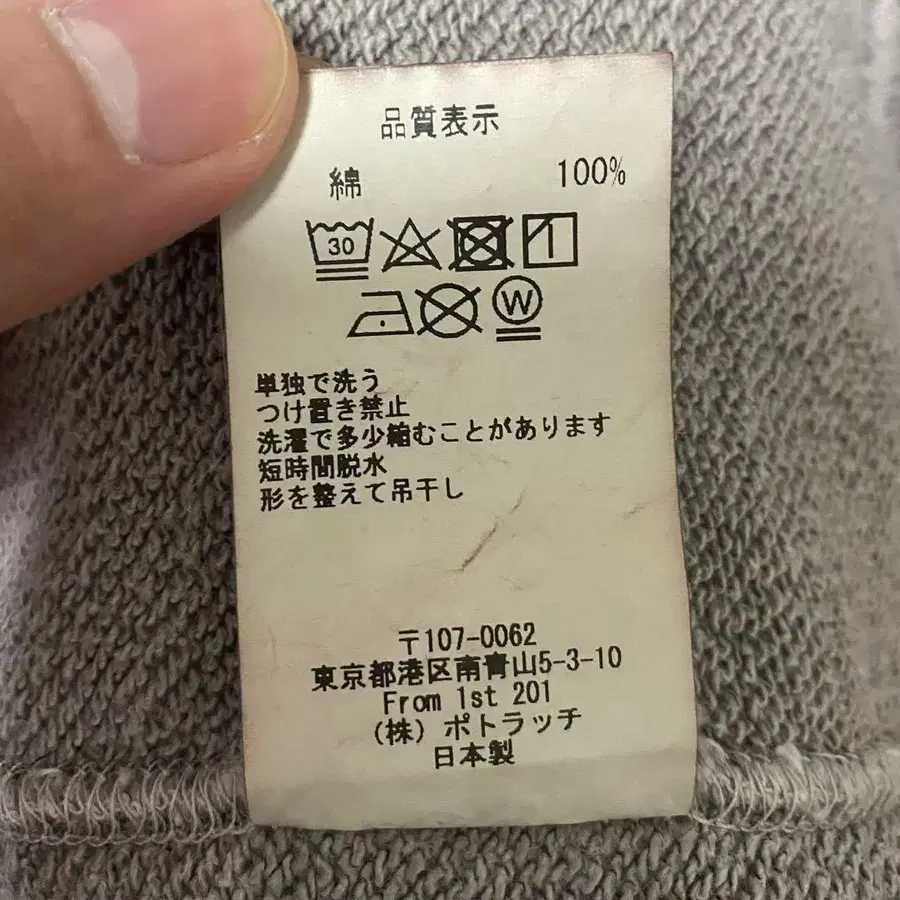 品質表示
綿 100%
30
W
単独で洗う
つけ置き禁止
洗濯で多少縮むことがあります
短時間脱水
形を整えて吊干し
〒107-0062
東京都港区南青山5-3-10
From 1st 201
(株) ポトラッチ
日本製